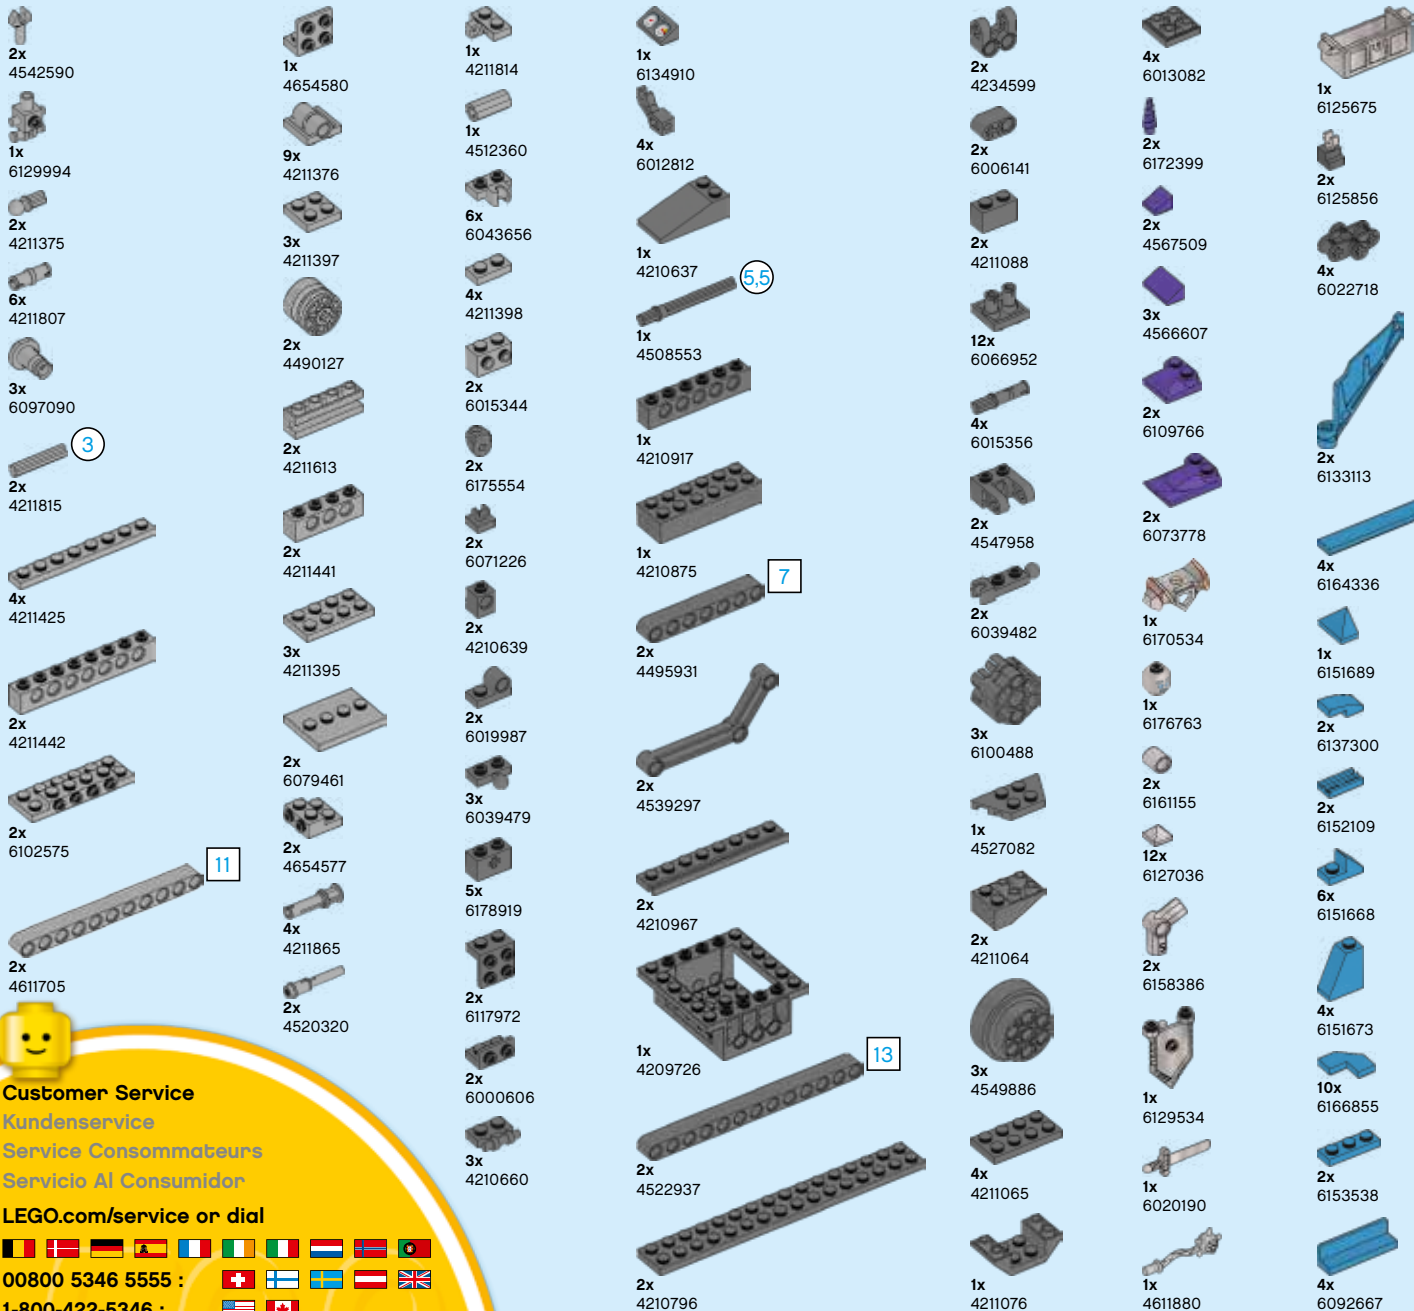 2x
4542590
1x
6129994
2x
4211375
6x
4211807
3x
6097090
3
2x
4211815
4x
4211425
2x
4211442
2x
6102575
11
2x
4611705
1x
4654580
9x
4211376
3x
4211397
2x
4490127
2x
4211613
2x
4211441
3x
4211395
2x
6079461
2x
4654577
4x
4211865
2x
4520320
1x
4211814
1x
4512360
6x
6043656
4x
4211398
2x
6015344
2x
6175554
2x
6071226
2x
4210639
2x
6019987
3x
6039479
5x
6178919
2x
6117972
2x
6000606
3x
4210660
1x
6134910
4x
6012812
1x
4210637
5,5
1x
4508553
1x
4210917
1x
4210875
7
2x
4495931
2x
4539297
2x
4210967
1x
4209726
13
2x
4522937
2x
4210796
2x
4234599
2x
6006141
2x
4211088
12x
6066952
4x
6015356
2x
4547958
2x
6039482
3x
6100488
1x
4527082
2x
4211064
3x
4549886
4x
4211065
1x
4211076
4x
6013082
2x
6172399
2x
4567509
3x
4566607
2x
6109766
2x
6073778
1x
6170534
1x
6176763
2x
6161155
12x
6127036
2x
6158386
1x
6129534
1x
6020190
1x
4611880
1x
6125675
2x
6125856
4x
6022718
2x
6133113
4x
6164336
1x
6151689
2x
6137300
2x
6152109
6x
6151668
4x
6151673
10x
6166855
2x
6153538
4x
6092667
Customer Service
Kundenservice
Service Consommateurs
Servicio Al Consumidor
LEGO.com/service or dial
00800 5346 5555 :
1-800-422-5346 :